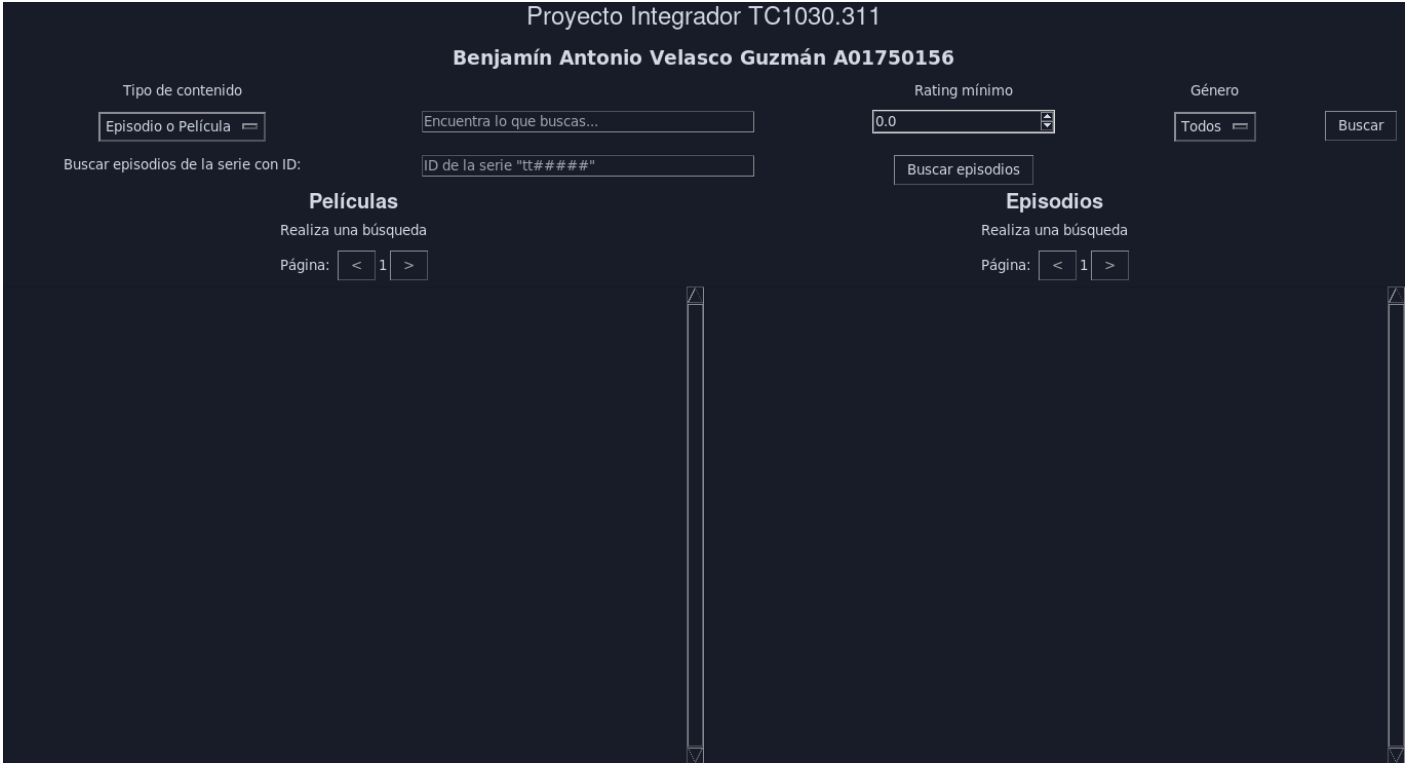 Proyecto Integrador TC1030.311
Benjamín Antonio Velasco Guzmán A01750156
Tipo de contenido
Rating mínimo
Género
Episodio o Película
Encuentra lo que buscas...
0.0
Todos
Buscar
Buscar episodios de la serie con ID:
ID de la serie "tt#####"
Buscar episodios
Películas
Episodios
Realiza una búsqueda
Realiza una búsqueda
Página: < 1 >
Página: < 1 >